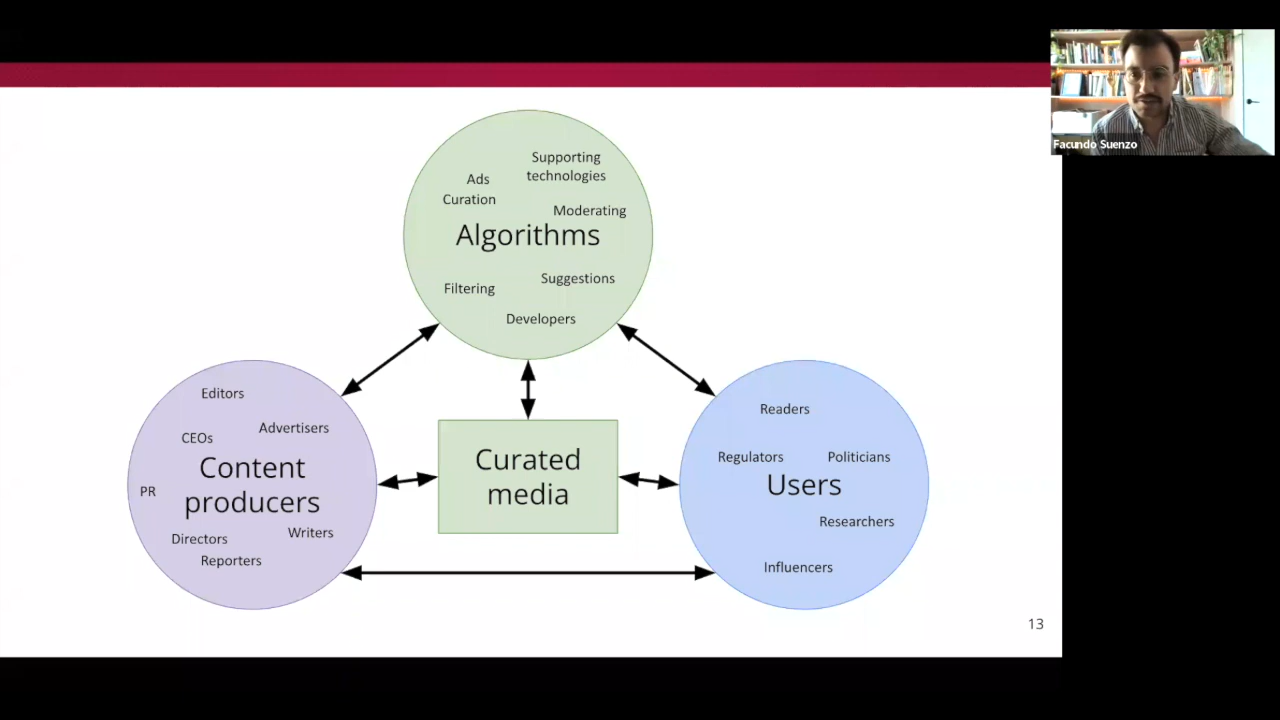 Facundo Suenzo
Supporting
technologies
Ads
Curation
Moderating
Algorithms
Suggestions
Filtering
Developers
Editors
Advertisers
CEOs
Content
producers
PR
Writers
Directors
Reporters
Curated
media
Readers
Regulators
Politicians
Users
Researchers
Influencers
13